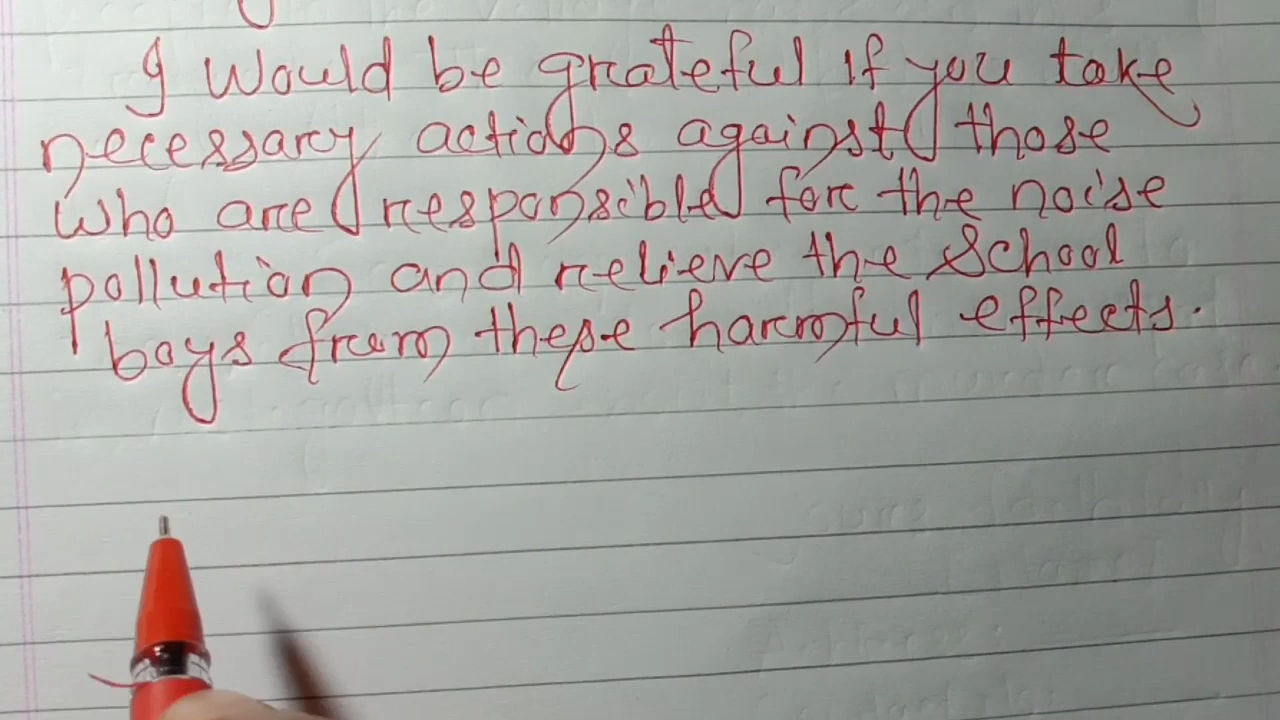 I would be grateful if you take
necessary actions against those
who are responsible for the noise
pollution and relieve the school
boys from these harmful effects.